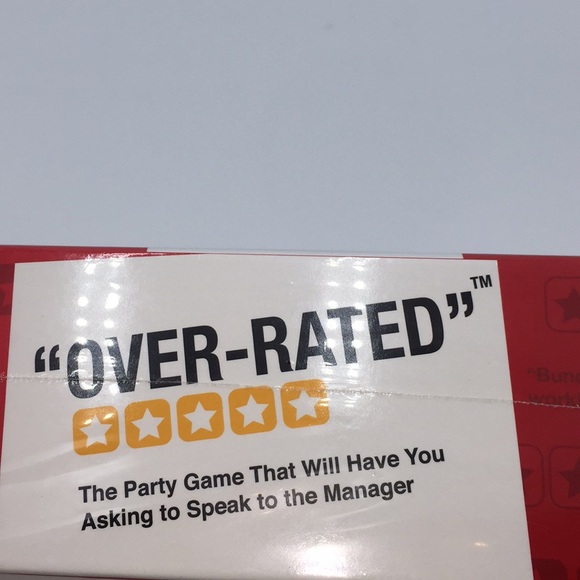 "OVER-RATED"™
The Party Game That Will Have You
Asking to Speak to the Manager